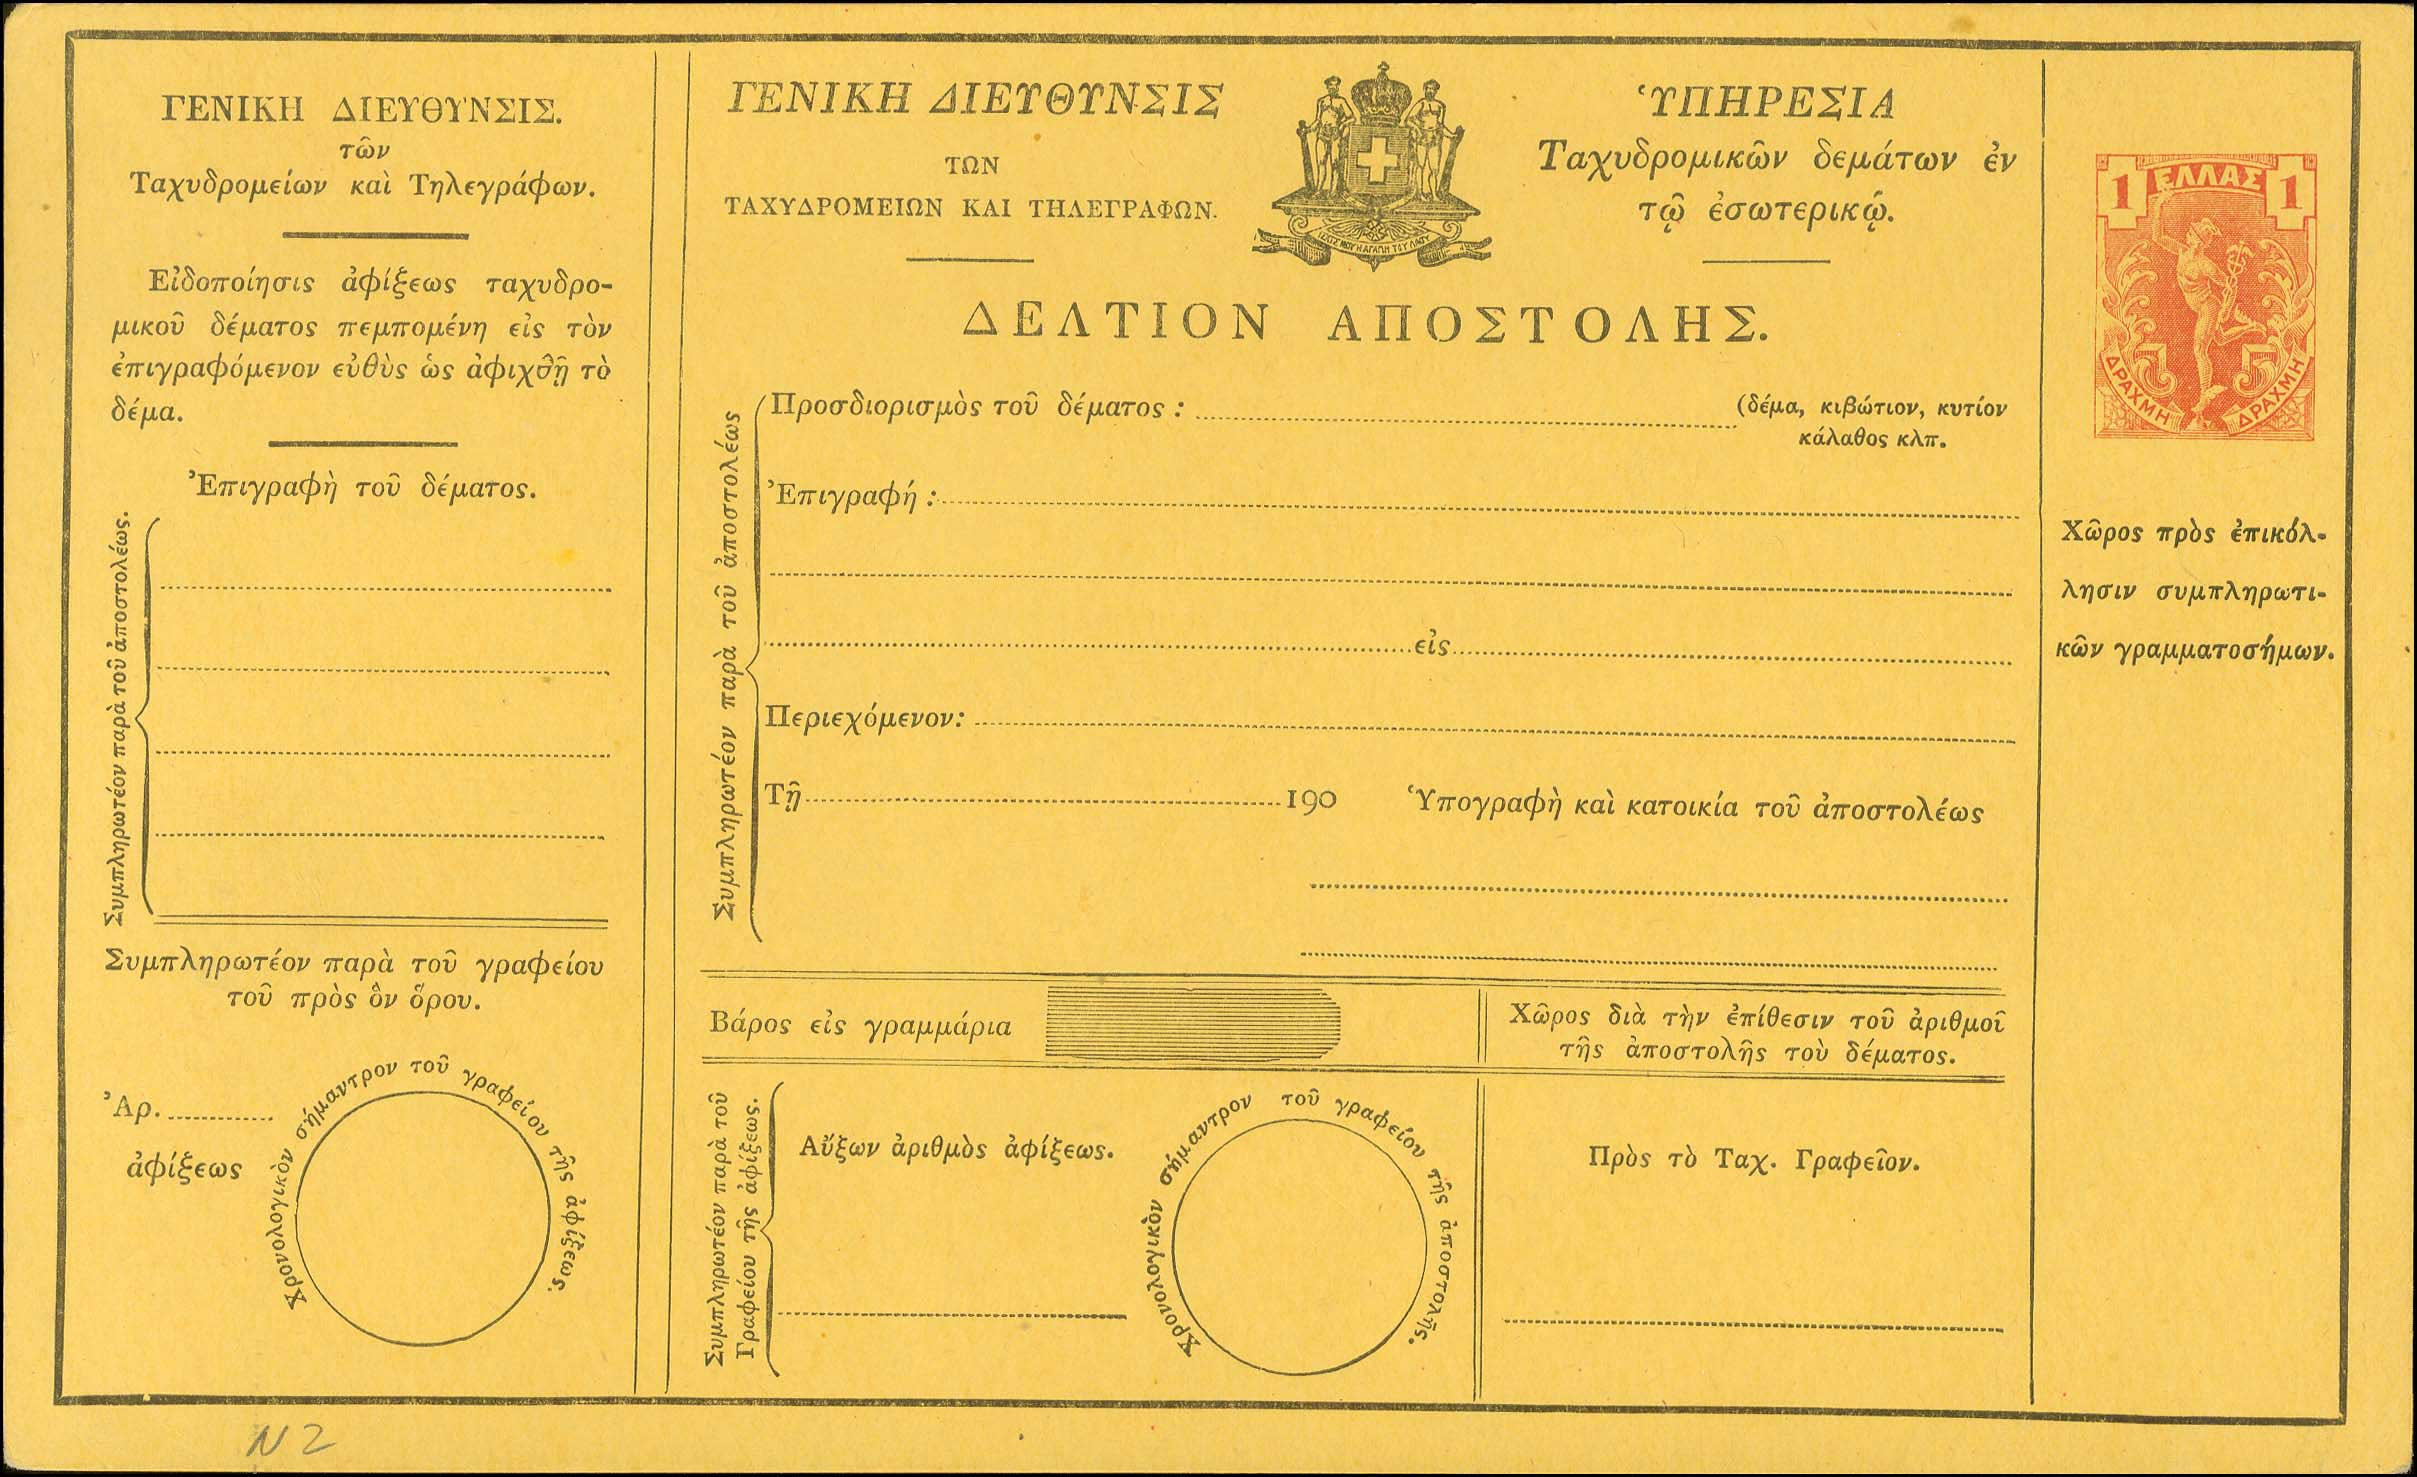 ΓΕΝΙΚΗ ΔΙΕΥΘΥΝΣΙΣ.
τῶν
Ταχυδρομείων καὶ Τηλεγράφων.
Εἰδοποίησις ἀφίξεως ταχυδρο-
μικοῦ δέματος πεμπομένη εἰς τὸν
ἐπιγραφόμενον εὐθὺς ὡς ἀφιχθῇ τὸ
δέμα.
Ἐπιγραφὴ τοῦ δέματος.
Συμπληρωτέον παρὰ τοῦ ἀποστολέως.
Συμπληρωτέον παρὰ τοῦ γραφείου
τοῦ πρὸς ὃν ὅρου.
Ἀρ.
ἀφίξεως
Χρονολογικὸν σήμαντρον τοῦ γραφείου τῆς ἀφίξεως.
ΓΕΝΙΚΗ ΔΙΕΥΘΥΝΣΙΣ
ΤΩΝ
ΤΑΧΥΔΡΟΜΕΙΩΝ ΚΑΙ ΤΗΛΕΓΡΑΦΩΝ.
ὙΠΗΡΕΣΙΑ
Ταχυδρομικῶν δεμάτων ἐν
τῷ ἐσωτερικῷ.
ΔΕΛΤΙΟΝ ΑΠΟΣΤΟΛΗΣ.
Συμπληρωτέον παρὰ τοῦ ἀποστολέως
Προσδιορισμὸς τοῦ δέματος : (δέμα, κιβώτιον, κυτίον
κάλαθος κλπ.
Ἐπιγραφή :
εἰς
Περιεχόμενον:
Τῇ 190 Ὑπογραφὴ καὶ κατοικία τοῦ ἀποστολέως
Βάρος εἰς γραμμάρια
Χῶρος διὰ τὴν ἐπίθεσιν τοῦ ἀριθμοῦ
τῆς ἀποστολῆς τοὺ δέματος.
Συμπληρωτέον παρὰ τοῦ
Γραφείου τῆς ἀφίξεως.
Αὔξων ἀριθμὸς ἀφίξεως.
Χρονολογικὸν σήμαντρον τοῦ γραφείου τῆς ἀποστολῆς.
Πρὸς τὸ Ταχ. Γραφεῖον.
1 ΕΛΛΑΣ 1
ΔΡΑΧΜΗ ΔΡΑΧΜΗ
Χῶρος πρὸς ἐπικόλ-
λησιν συμπληρωτι-
κῶν γραμματοσήμων.
N 2